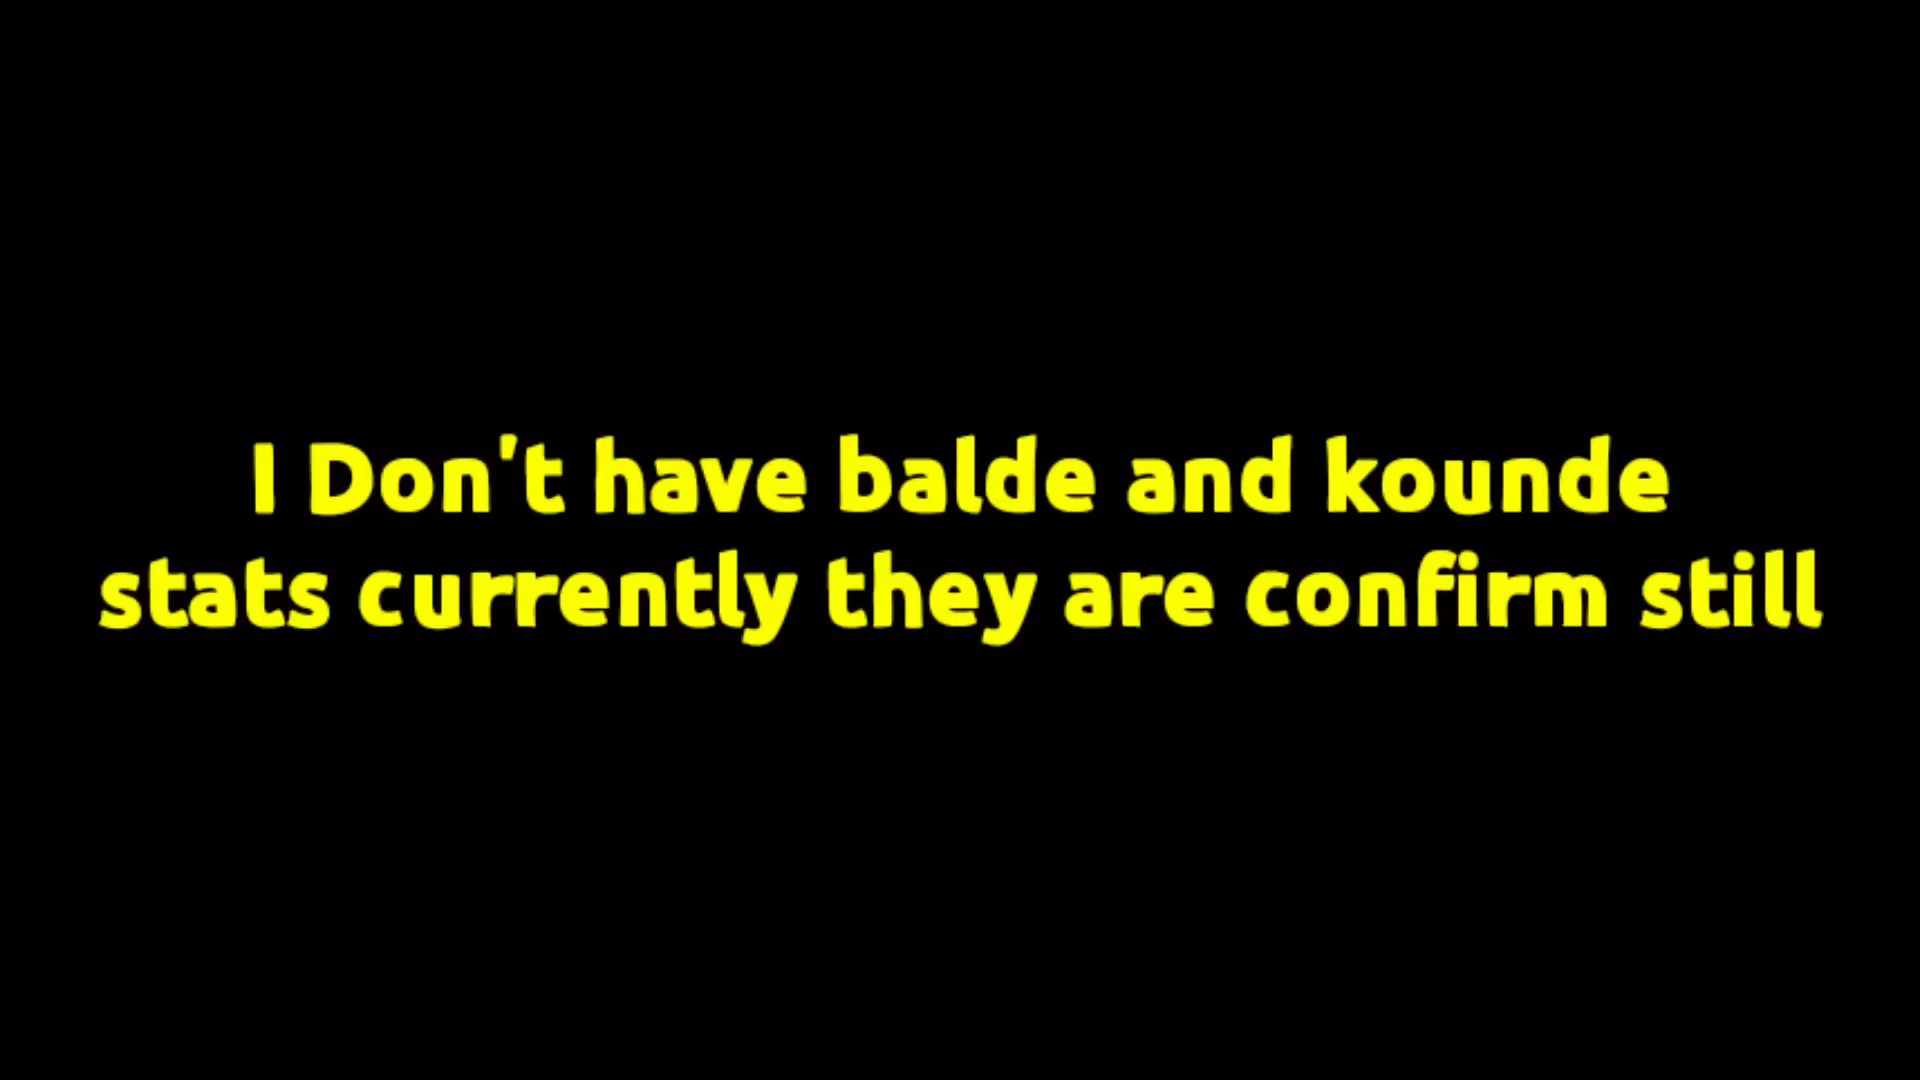 I Don't have balde and kounde
stats currently they are confirm still